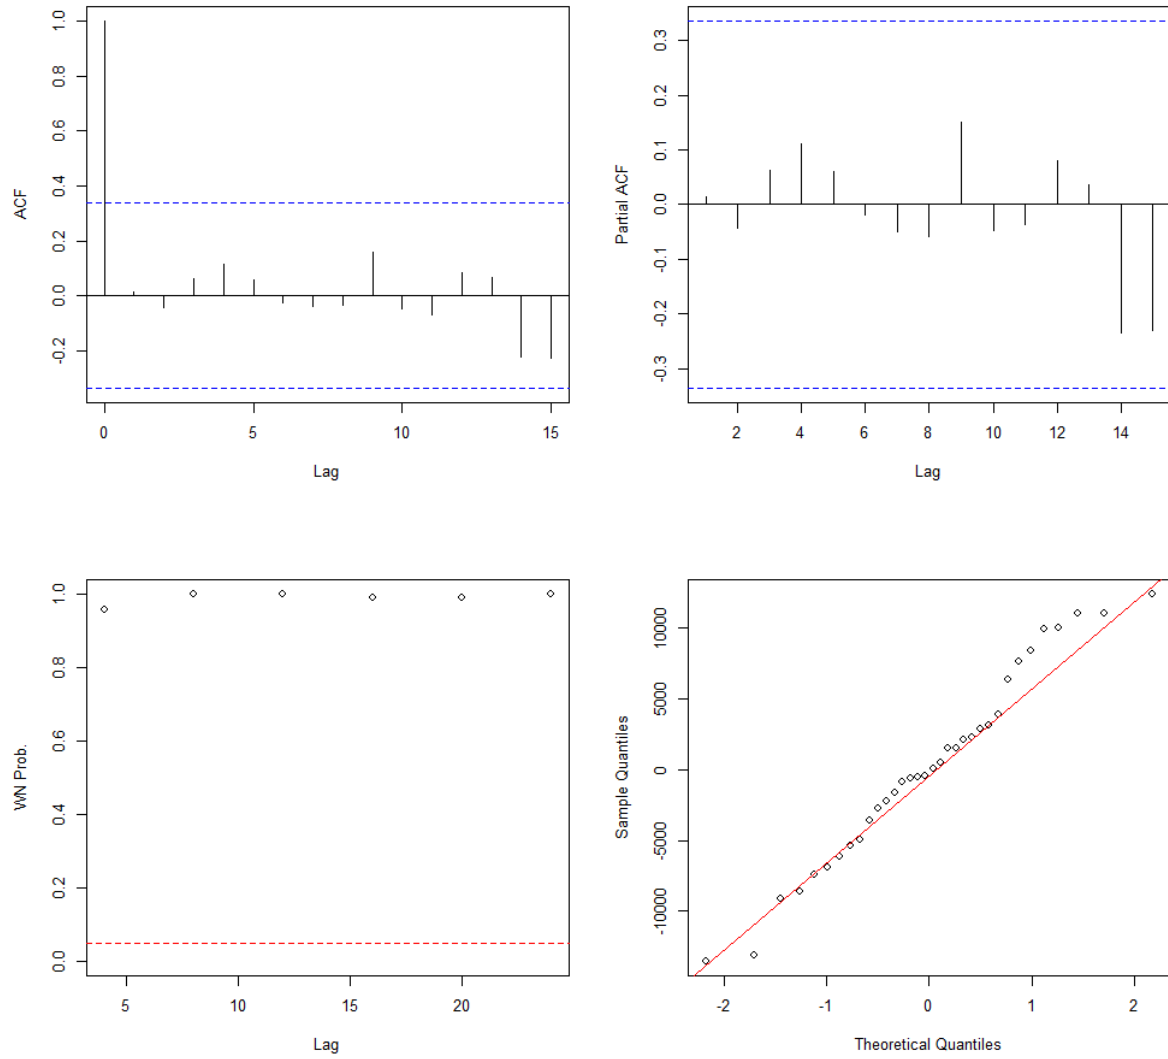 ACF
1.0
0.8
0.6
0.4
0.2
0.0
-0.2
0 5 10 15
Lag
Partial ACF
0.3
0.2
0.1
0.0
-0.1
-0.2
-0.3
2 4 6 8 10 12 14
Lag
WN Prob.
1.0
0.8
0.6
0.4
0.2
0.0
5 10 15 20
Lag
Sample Quantiles
10000
5000
0
-5000
-10000
-2 -1 0 1 2
Theoretical Quantiles